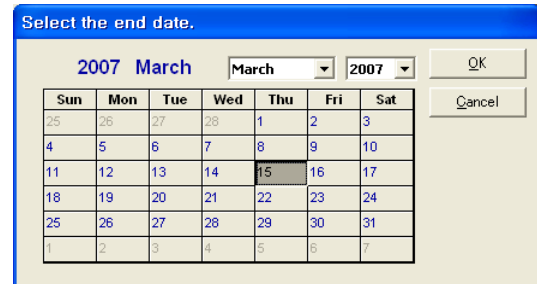 Select the end date.
2007 March March 2007 OK
Cancel
Sun Mon Tue Wed Thu Fri Sat
25 26 27 28 1 2 3
4 5 6 7 8 9 10
11 12 13 14 15 16 17
18 19 20 21 22 23 24
25 26 27 28 29 30 31
1 2 3 4 5 6 7